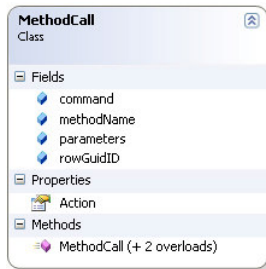 MethodCall
Class
Fields
command
methodName
parameters
rowGuidID
Properties
Action
Methods
MethodCall (+ 2 overloads)